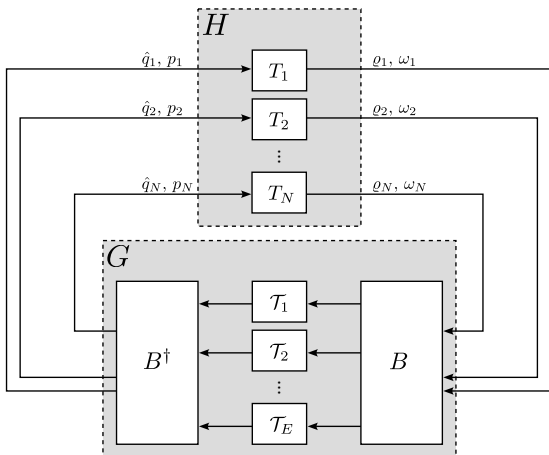 H
q̂₁, p₁ T₁ ϱ₁, ω₁
q̂₂, p₂ T₂ ϱ₂, ω₂
⋮
q̂_N, p_N T_N ϱ_N, ω_N
G
𝒯₁
B† 𝒯₂ B
⋮
𝒯_E